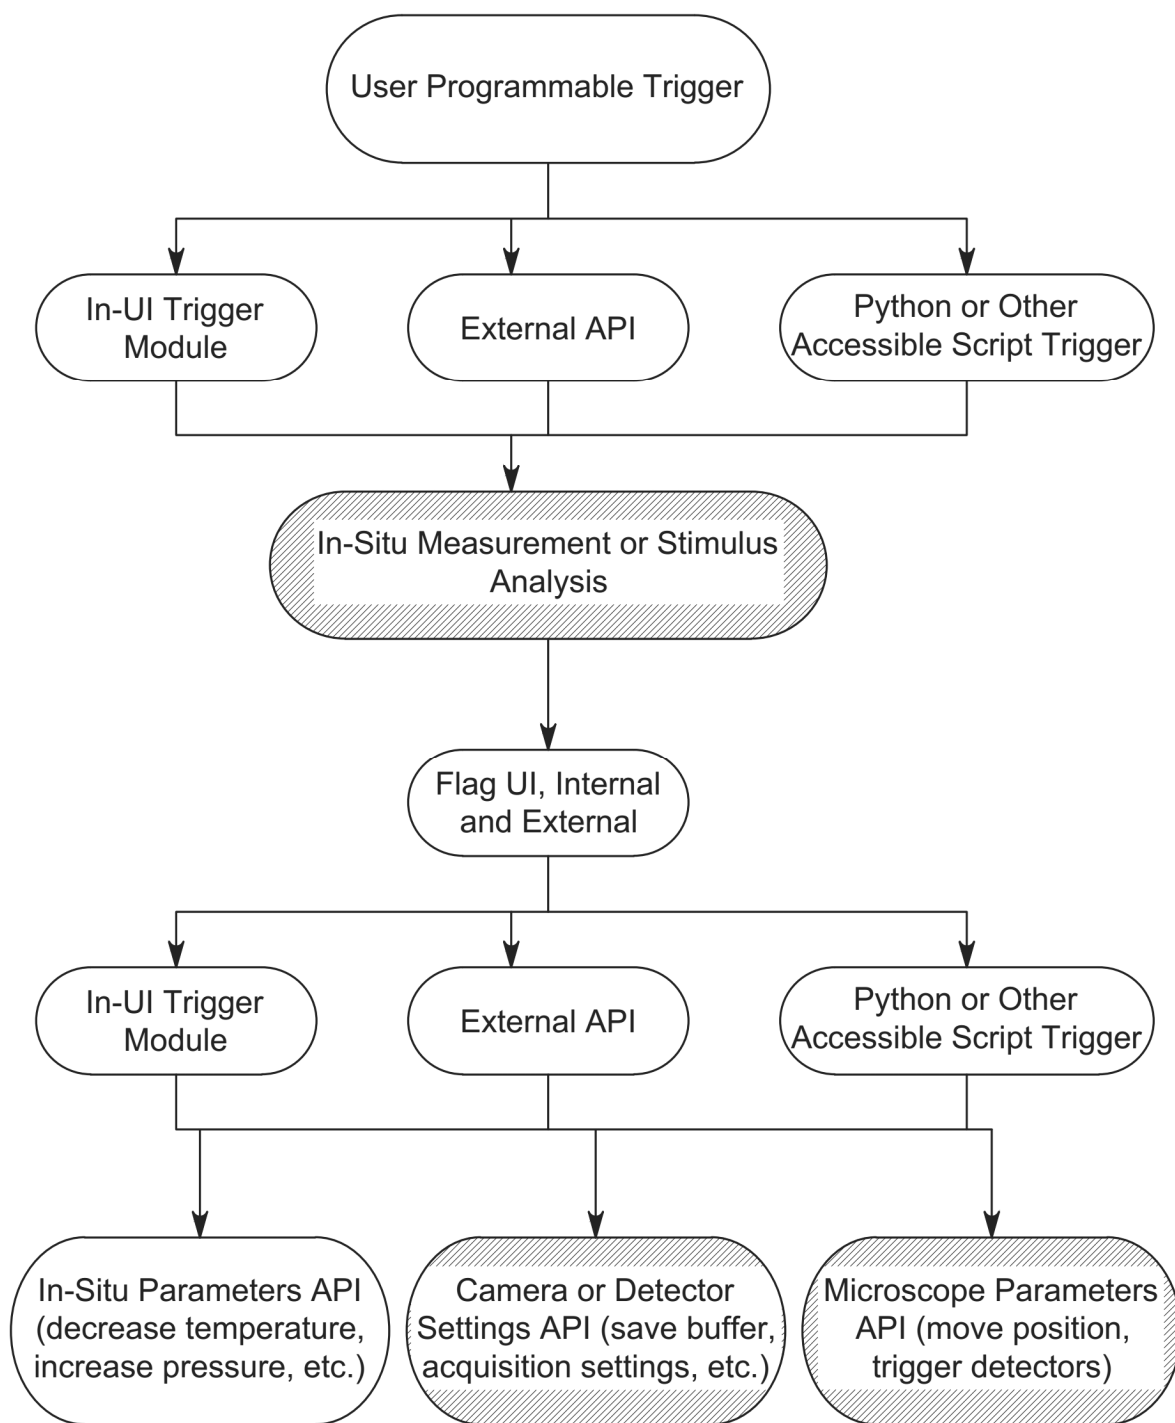 User Programmable Trigger
In-UI Trigger
Module
External API
Python or Other
Accessible Script Trigger
In-Situ Measurement or Stimulus
Analysis
Flag UI, Internal
and External
In-UI Trigger
Module
External API
Python or Other
Accessible Script Trigger
In-Situ Parameters API
(decrease temperature,
increase pressure, etc.)
Camera or Detector
Settings API (save buffer,
acquisition settings, etc.)
Microscope Parameters
API (move position,
trigger detectors)